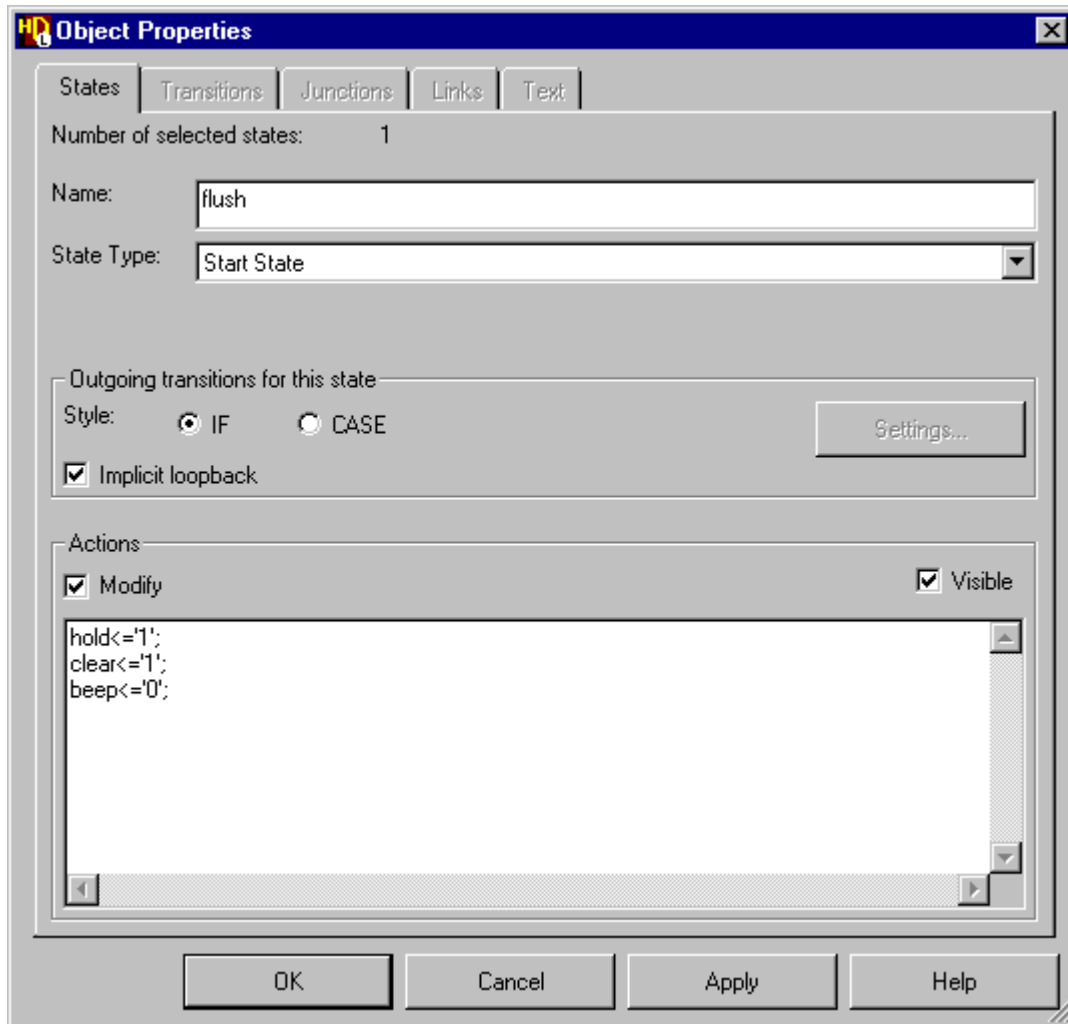 HDL Object Properties
States Transitions Junctions Links Text
Number of selected states: 1
Name: flush
State Type: Start State
Outgoing transitions for this state
Style: IF CASE Settings...
Implicit loopback
Actions
Modify Visible
hold<='1';
clear<='1';
beep<='0';
OK Cancel Apply Help